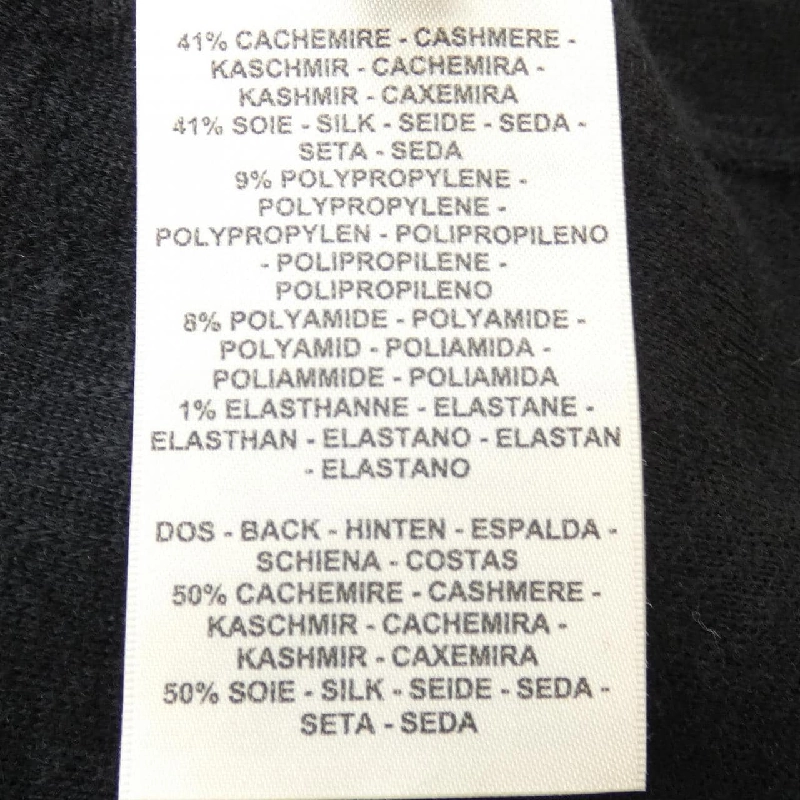 41% CACHEMIRE - CASHMERE -
KASCHMIR - CACHEMIRA -
KASHMIR - CAXEMIRA
41% SOIE - SILK - SEIDE - SEDA -
SETA - SEDA
9% POLYPROPYLENE -
POLYPROPYLENE -
POLYPROPYLEN - POLIPROPILENO
- POLIPROPILENE -
POLIPROPILENO
8% POLYAMIDE - POLYAMIDE -
POLYAMID - POLIAMIDA -
POLIAMMIDE - POLIAMIDA
1% ELASTHANNE - ELASTANE -
ELASTHAN - ELASTANO - ELASTAN
- ELASTANO
DOS - BACK - HINTEN - ESPALDA -
SCHIENA - COSTAS
50% CACHEMIRE - CASHMERE -
KASCHMIR - CACHEMIRA -
KASHMIR - CAXEMIRA
50% SOIE - SILK - SEIDE - SEDA -
SETA - SEDA